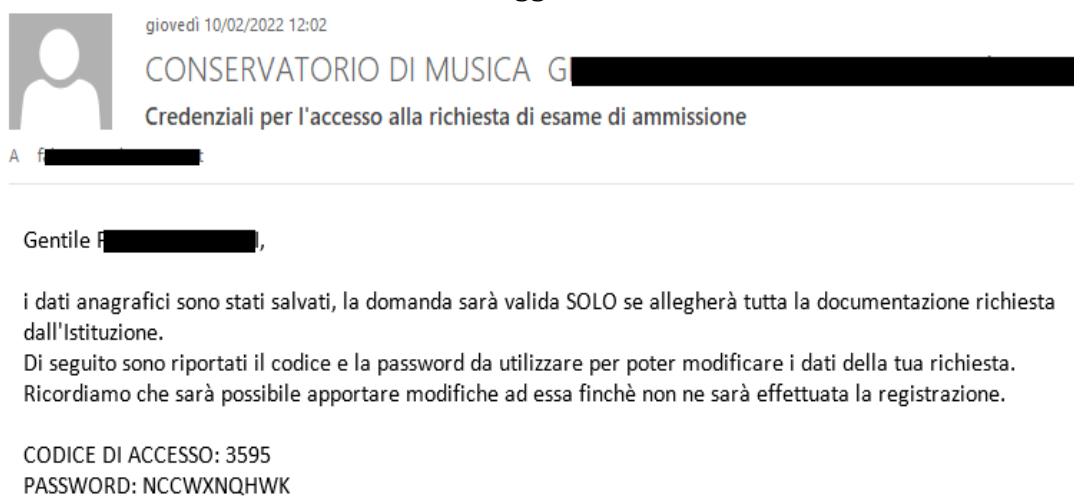 giovedì 10/02/2022 12:02
CONSERVATORIO DI MUSICA
Credenziali per l'accesso alla richiesta di esame di ammissione
A
Gentile
i dati anagrafici sono stati salvati, la domanda sarà valida SOLO se allegherà tutta la documentazione richiesta
dall'Istituzione.
Di seguito sono riportati il codice e la password da utilizzare per poter modificare i dati della tua richiesta.
Ricordiamo che sarà possibile apportare modifiche ad essa finchè non ne sarà effettuata la registrazione.
CODICE DI ACCESSO: 3595
PASSWORD: NCCWXNQHWK